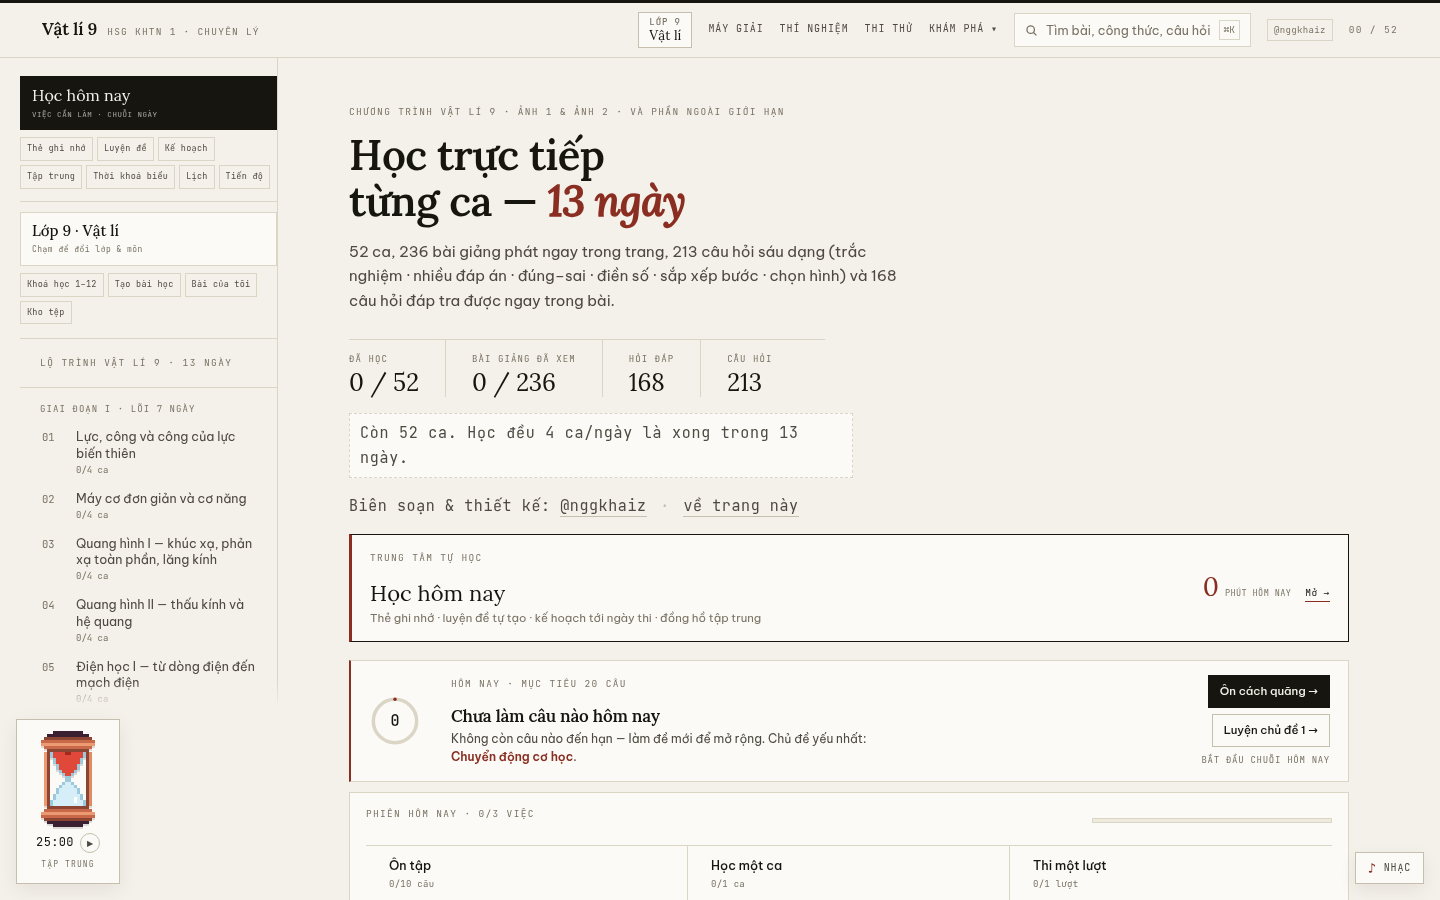 Vật lí 9 HSG KHTN 1 · CHUYÊN LÝ
LỚP 9
Vật lí
MÁY GIẢI THÍ NGHIỆM THI THỬ KHÁM PHÁ ▾
Tìm bài, công thức, câu hỏi ⌘K
@nggkhaiz
00 / 52
Học hôm nay
VIỆC CẦN LÀM · CHUỖI NGÀY
Thẻ ghi nhớ Luyện đề Kế hoạch
Tập trung Thời khoá biểu Lịch Tiến độ
Lớp 9 · Vật lí
Chạm để đổi lớp & môn
Khoá học 1–12 Tạo bài học Bài của tôi
Kho tệp
LỘ TRÌNH VẬT LÍ 9 · 13 NGÀY
GIAI ĐOẠN I · LÕI 7 NGÀY
01 Lực, công và công của lực
biến thiên
0/4 ca
02 Máy cơ đơn giản và cơ năng
0/4 ca
03 Quang hình I — khúc xạ, phản
xạ toàn phần, lăng kính
0/4 ca
04 Quang hình II — thấu kính và
hệ quang
0/4 ca
05 Điện học I — từ dòng điện đến
mạch điện
0/4 ca
25:00 ▶
TẬP TRUNG
CHƯƠNG TRÌNH VẬT LÍ 9 · ẢNH 1 & ẢNH 2 · VÀ PHẦN NGOÀI GIỚI HẠN
Học trực tiếp
từng ca — 13 ngày
52 ca, 236 bài giảng phát ngay trong trang, 213 câu hỏi sáu dạng (trắc
nghiệm · nhiều đáp án · đúng–sai · điền số · sắp xếp bước · chọn hình) và 168
câu hỏi đáp tra được ngay trong bài.
ĐÃ HỌC
0 / 52
BÀI GIẢNG ĐÃ XEM
0 / 236
HỎI ĐÁP
168
CÂU HỎI
213
Còn 52 ca. Học đều 4 ca/ngày là xong trong 13
ngày.
Biên soạn & thiết kế: @nggkhaiz · về trang này
TRUNG TÂM TỰ HỌC
Học hôm nay
Thẻ ghi nhớ · luyện đề tự tạo · kế hoạch tới ngày thi · đồng hồ tập trung
0 PHÚT HÔM NAY Mở →
0
HÔM NAY · MỤC TIÊU 20 CÂU
Chưa làm câu nào hôm nay
Không còn câu nào đến hạn — làm đề mới để mở rộng. Chủ đề yếu nhất:
Chuyển động cơ học.
Ôn cách quãng →
Luyện chủ đề 1 →
BẮT ĐẦU CHUỖI HÔM NAY
PHIÊN HÔM NAY · 0/3 VIỆC
Ôn tập
0/10 câu
Học một ca
0/1 ca
Thi một lượt
0/1 lượt
♪ NHẠC